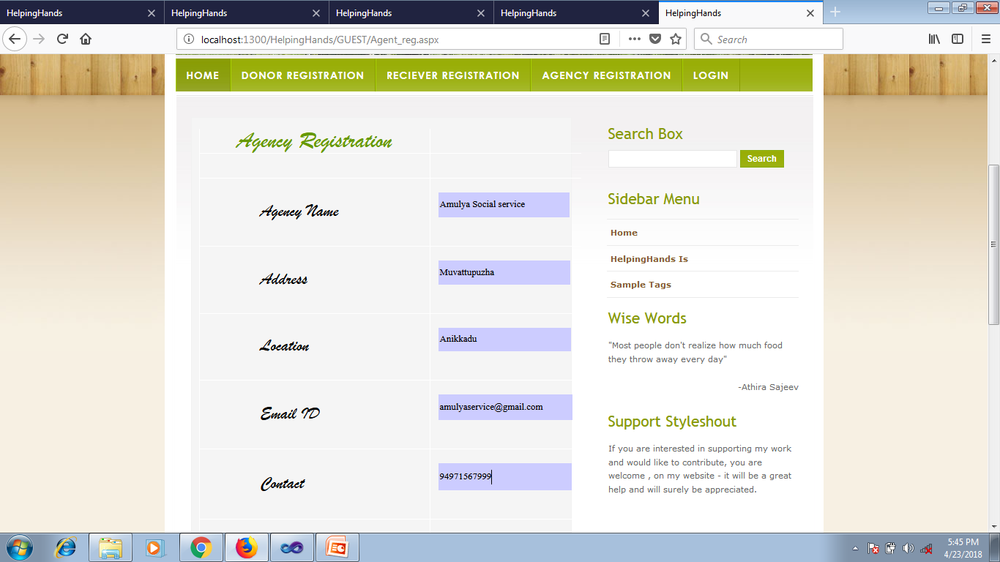 HelpingHands
HelpingHands
HelpingHands
HelpingHands
HelpingHands
localhost:1300/HelpingHands/GUEST/Agent_reg.aspx
Search
HOME
DONOR REGISTRATION
RECIEVER REGISTRATION
AGENCY REGISTRATION
LOGIN
Agency Registration
Agency Name
Amulya Social service
Address
Muvattupuzha
Location
Anikkadu
Email ID
amulyaservice@gmail.com
Contact
94971567999
Search Box
Search
Sidebar Menu
Home
HelpingHands Is
Sample Tags
Wise Words
"Most people don't realize how much food
they throw away every day"
-Athira Sajeev
Support Styleshout
If you are interested in supporting my work
and would like to contribute, you are
welcome , on my website - it will be a great
help and will surely be appreciated.
5:45 PM
4/23/2018